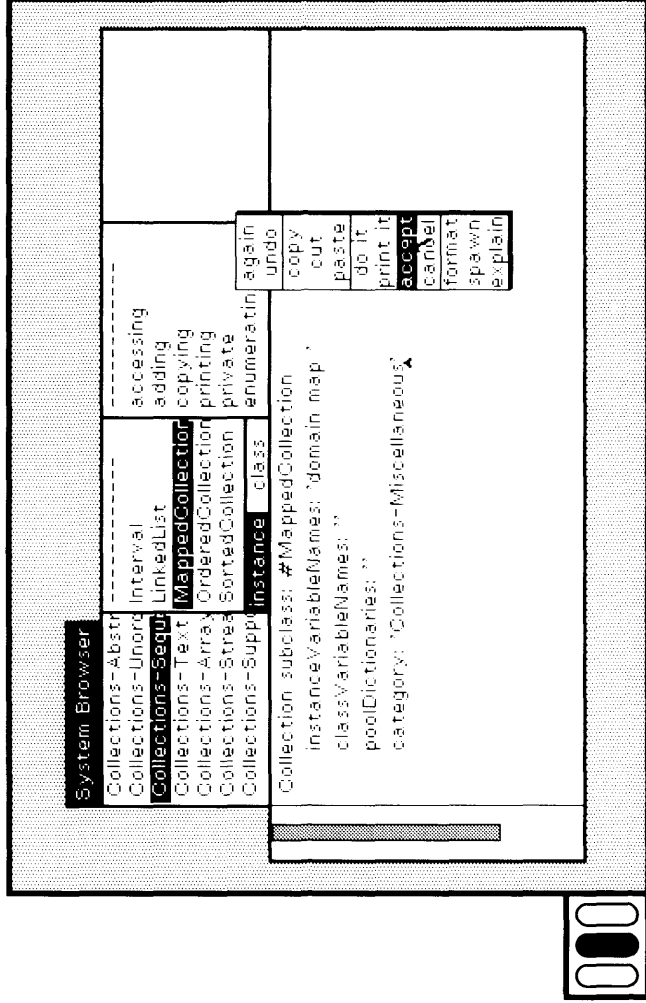 System Browser
Collections-Abstr
Collections-Unord
Collections-Sequ
Collections-Text
Collections-Array
Collections-Strea
Collections-Suppo
--------------
Interval
LinkedList
MappedCollection
OrderedCollection
SortedCollection
instance class
--------------
accessing
adding
copying
printing
private
enumeratin
Collection subclass: #MappedCollection
instanceVariableNames: 'domain map '
classVariableNames: ''
poolDictionaries: ''
category: 'Collections-Miscellaneous'
again
undo
copy
cut
paste
do it
print it
accept
cancel
format
spawn
explain